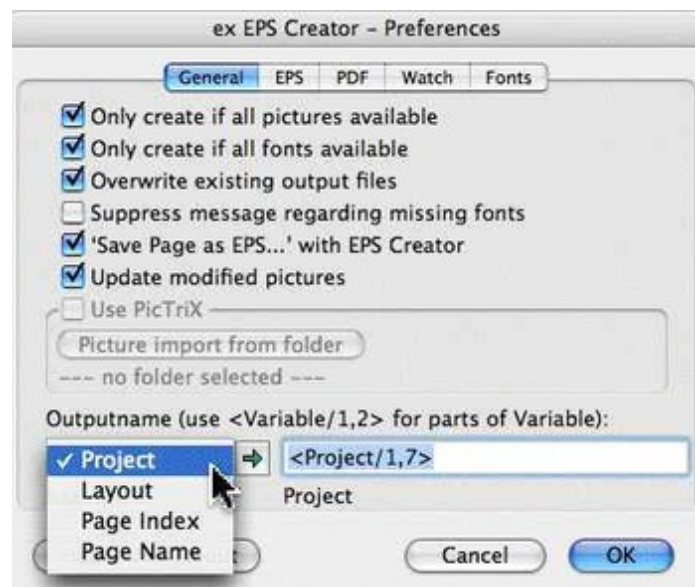 ex EPS Creator – Preferences
General EPS PDF Watch Fonts
Only create if all pictures available
Only create if all fonts available
Overwrite existing output files
Suppress message regarding missing fonts
'Save Page as EPS...' with EPS Creator
Update modified pictures
Use PicTriX
Picture import from folder
--- no folder selected ---
Outputname (use <Variable/1,2> for parts of Variable):
✓ Project <Project/1,7>
Layout Project
Page Index
Page Name Cancel OK